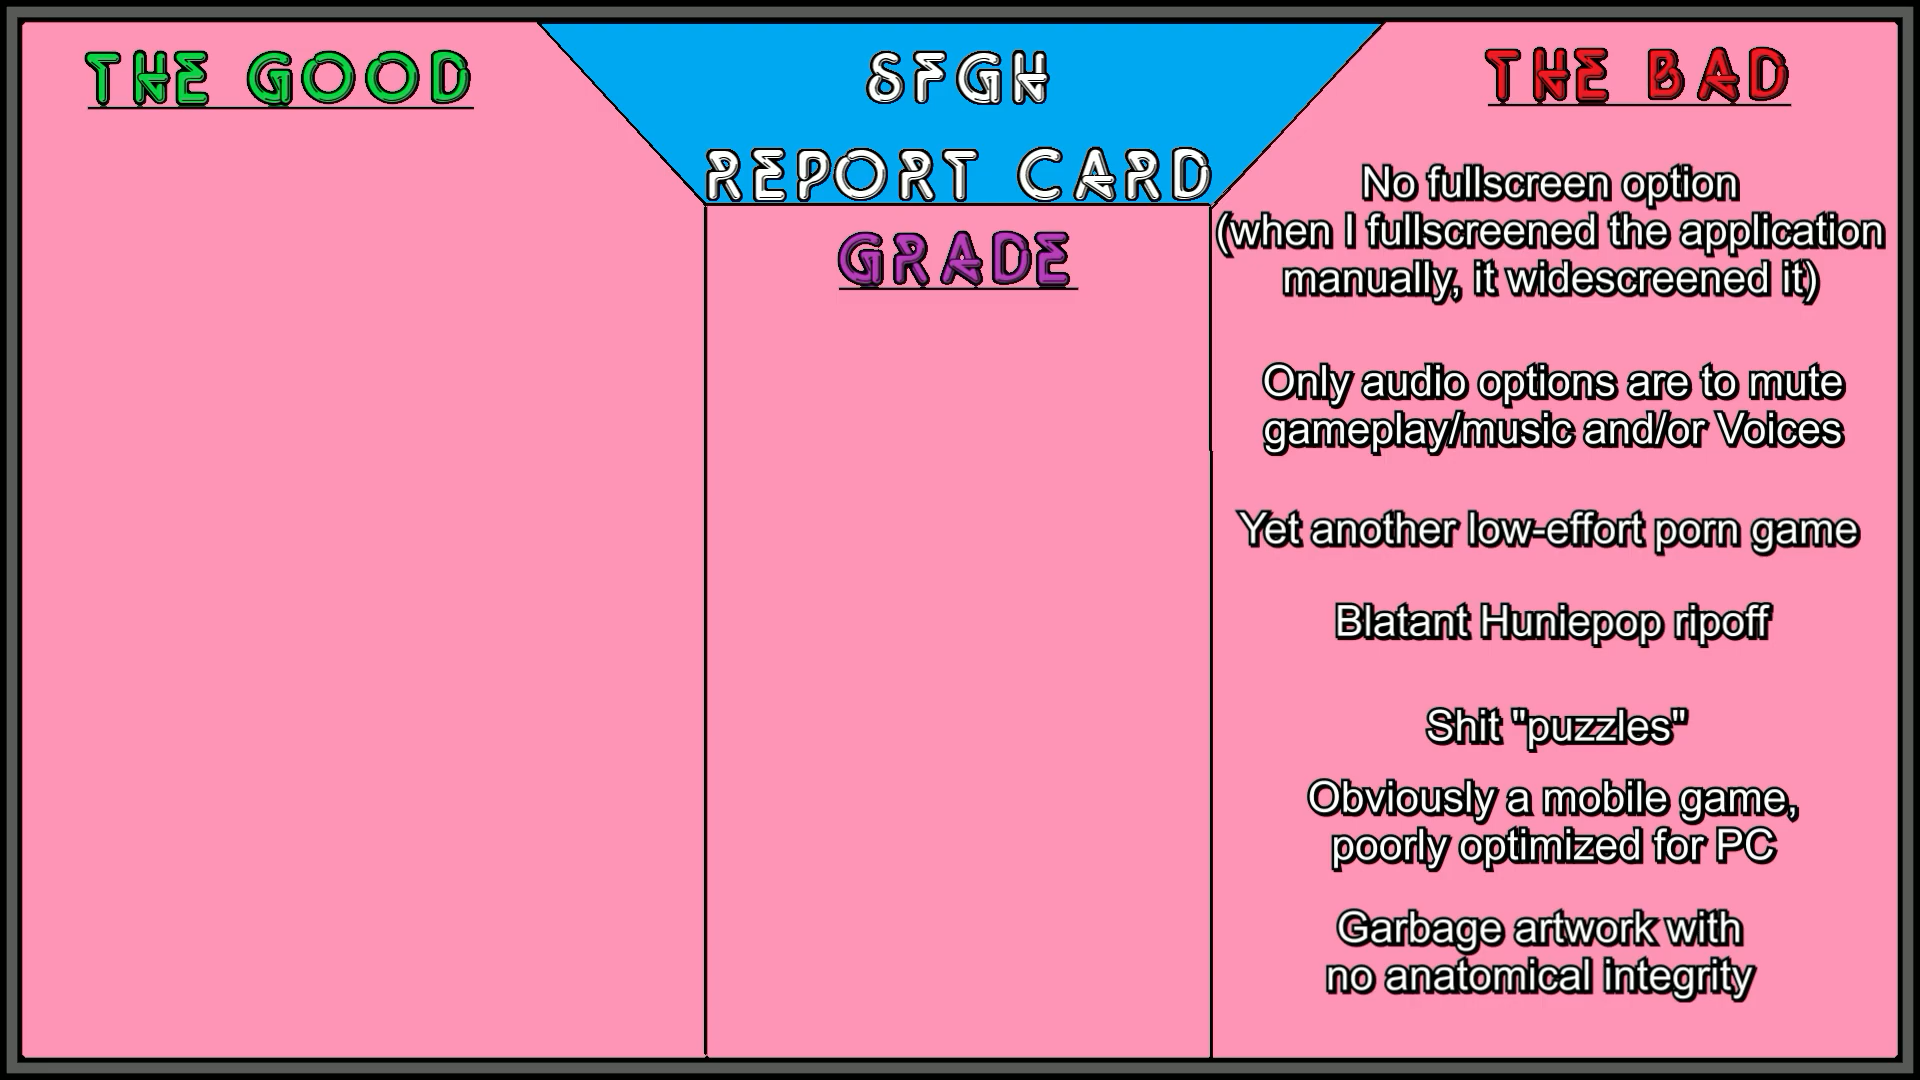 THE GOOD
SFGH
REPORT CARD
GRADE
THE BAD
No fullscreen option
(when I fullscreened the application
manually, it widescreened it)
Only audio options are to mute
gameplay/music and/or Voices
Yet another low-effort porn game
Blatant Huniepop ripoff
Shit "puzzles"
Obviously a mobile game,
poorly optimized for PC
Garbage artwork with
no anatomical integrity